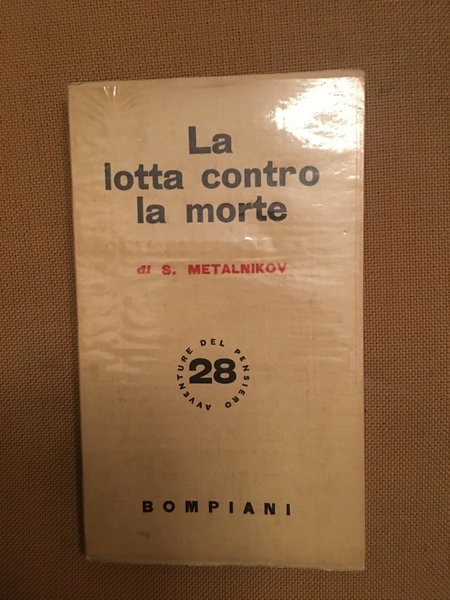 La
lotta contro
la morte
di S. METALNIKOV
AVVENTURE DEL PENSIERO
28
BOMPIANI